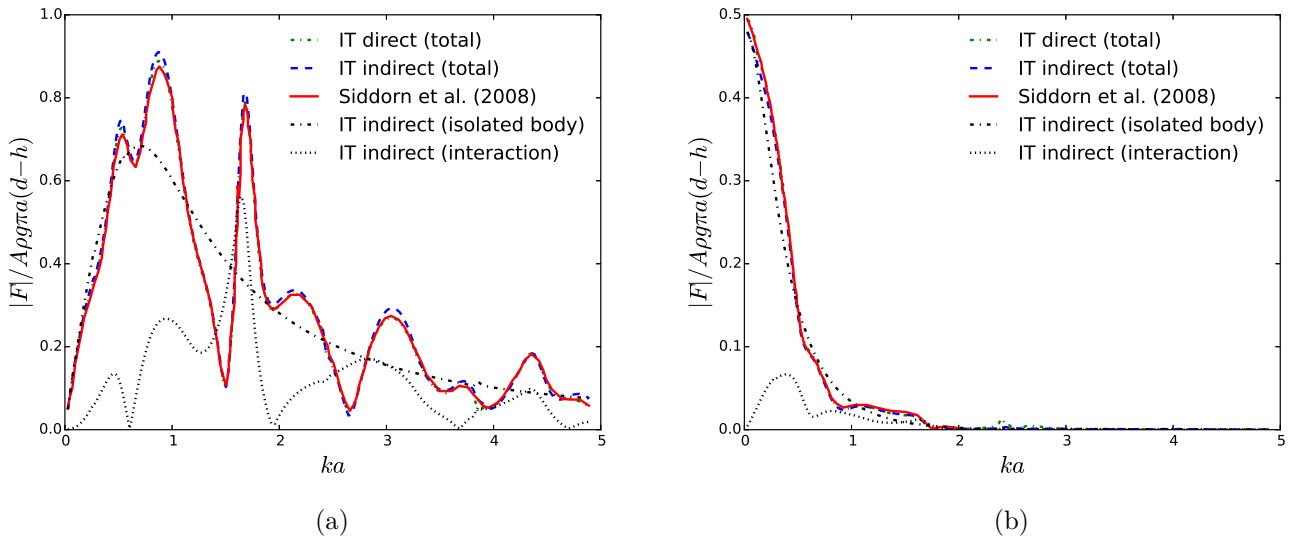 1.0
0.8
0.6
0.4
0.2
0.0
0 1 2 3 4 5
|F|/Aρgπa(d−h)
ka
IT direct (total)
IT indirect (total)
Siddorn et al. (2008)
IT indirect (isolated body)
IT indirect (interaction)
(a)
0.5
0.4
0.3
0.2
0.1
0.0
0 1 2 3 4 5
|F|/Aρgπa(d−h)
ka
IT direct (total)
IT indirect (total)
Siddorn et al. (2008)
IT indirect (isolated body)
IT indirect (interaction)
(b)